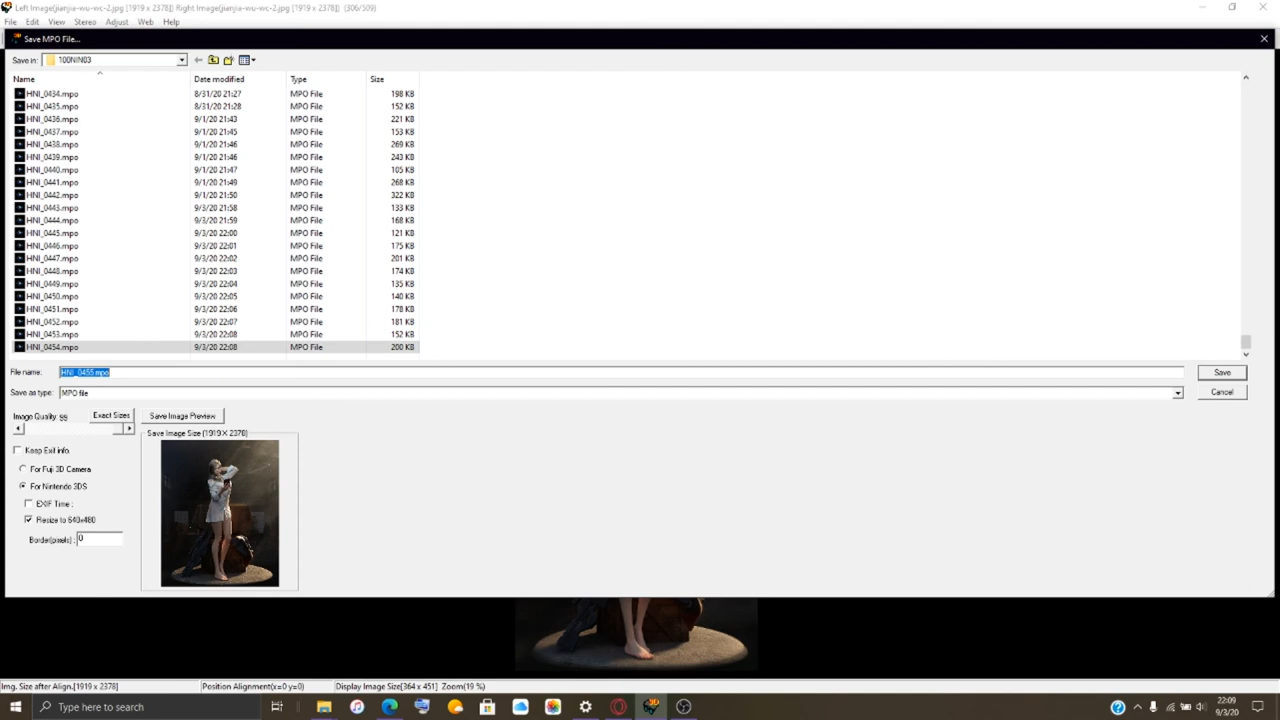 Left Image(jianjia-wu-wc-2.jpg [1919 x 2378]) Right Image(jianjia-wu-wc-2.jpg [1919 x 2378]) (306/509)
File Edit View Stereo Adjust Web Help
Save MPO File...
Save in: 100NIN03
Name Date modified Type Size
HNI_0434.mpo 8/31/20 21:27 MPO File 198 KB
HNI_0435.mpo 8/31/20 21:28 MPO File 152 KB
HNI_0436.mpo 9/1/20 21:43 MPO File 221 KB
HNI_0437.mpo 9/1/20 21:45 MPO File 153 KB
HNI_0438.mpo 9/1/20 21:46 MPO File 269 KB
HNI_0439.mpo 9/1/20 21:46 MPO File 243 KB
HNI_0440.mpo 9/1/20 21:47 MPO File 105 KB
HNI_0441.mpo 9/1/20 21:49 MPO File 268 KB
HNI_0442.mpo 9/1/20 21:50 MPO File 322 KB
HNI_0443.mpo 9/3/20 21:58 MPO File 133 KB
HNI_0444.mpo 9/3/20 21:59 MPO File 168 KB
HNI_0445.mpo 9/3/20 22:00 MPO File 121 KB
HNI_0446.mpo 9/3/20 22:01 MPO File 175 KB
HNI_0447.mpo 9/3/20 22:02 MPO File 201 KB
HNI_0448.mpo 9/3/20 22:03 MPO File 174 KB
HNI_0449.mpo 9/3/20 22:04 MPO File 135 KB
HNI_0450.mpo 9/3/20 22:05 MPO File 140 KB
HNI_0451.mpo 9/3/20 22:06 MPO File 178 KB
HNI_0452.mpo 9/3/20 22:07 MPO File 181 KB
HNI_0453.mpo 9/3/20 22:08 MPO File 152 KB
HNI_0454.mpo 9/3/20 22:08 MPO File 200 KB
File name: HNI_0455.mpo Save
Save as type: MPO file Cancel
Image Quality: 99 Exact Sizes Save Image Preview
Save Image Size (1919 X 2378)
Keep Exif info.
For Fuji 3D Camera
For Nintendo 3DS
EXIF Time :
Resize to 640x480
Border(pixels) : 0
Img. Size after Align.[1919 x 2378] Position Alignment(x=0 y=0) Display Image Size[364 x 451] Zoom(19 %)
Type here to search
22:09
9/3/20